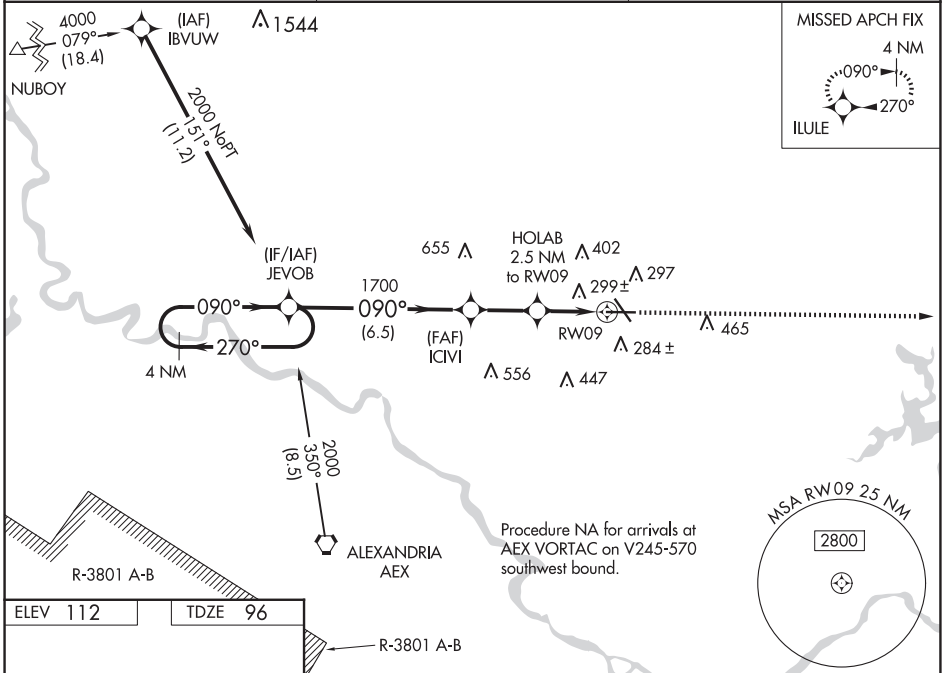 4000
079°
(18.4)
NUBOY
(IAF)
IBVUW
1544
MISSED APCH FIX
4 NM
090°
270°
ILULE
2000 NoPT
151°
(11.2)
(IF/IAF)
JEVOB
090°
270°
4 NM
1700
090°
(6.5)
655
(FAF)
ICIVI
HOLAB
2.5 NM
to RW09
402
299±
297
RW09
465
284±
556
447
2000
350°
(8.5)
ALEXANDRIA
AEX
Procedure NA for arrivals at
AEX VORTAC on V245-570
southwest bound.
MSA RW09 25 NM
2800
R-3801 A-B
ELEV 112
TDZE 96
R-3801 A-B